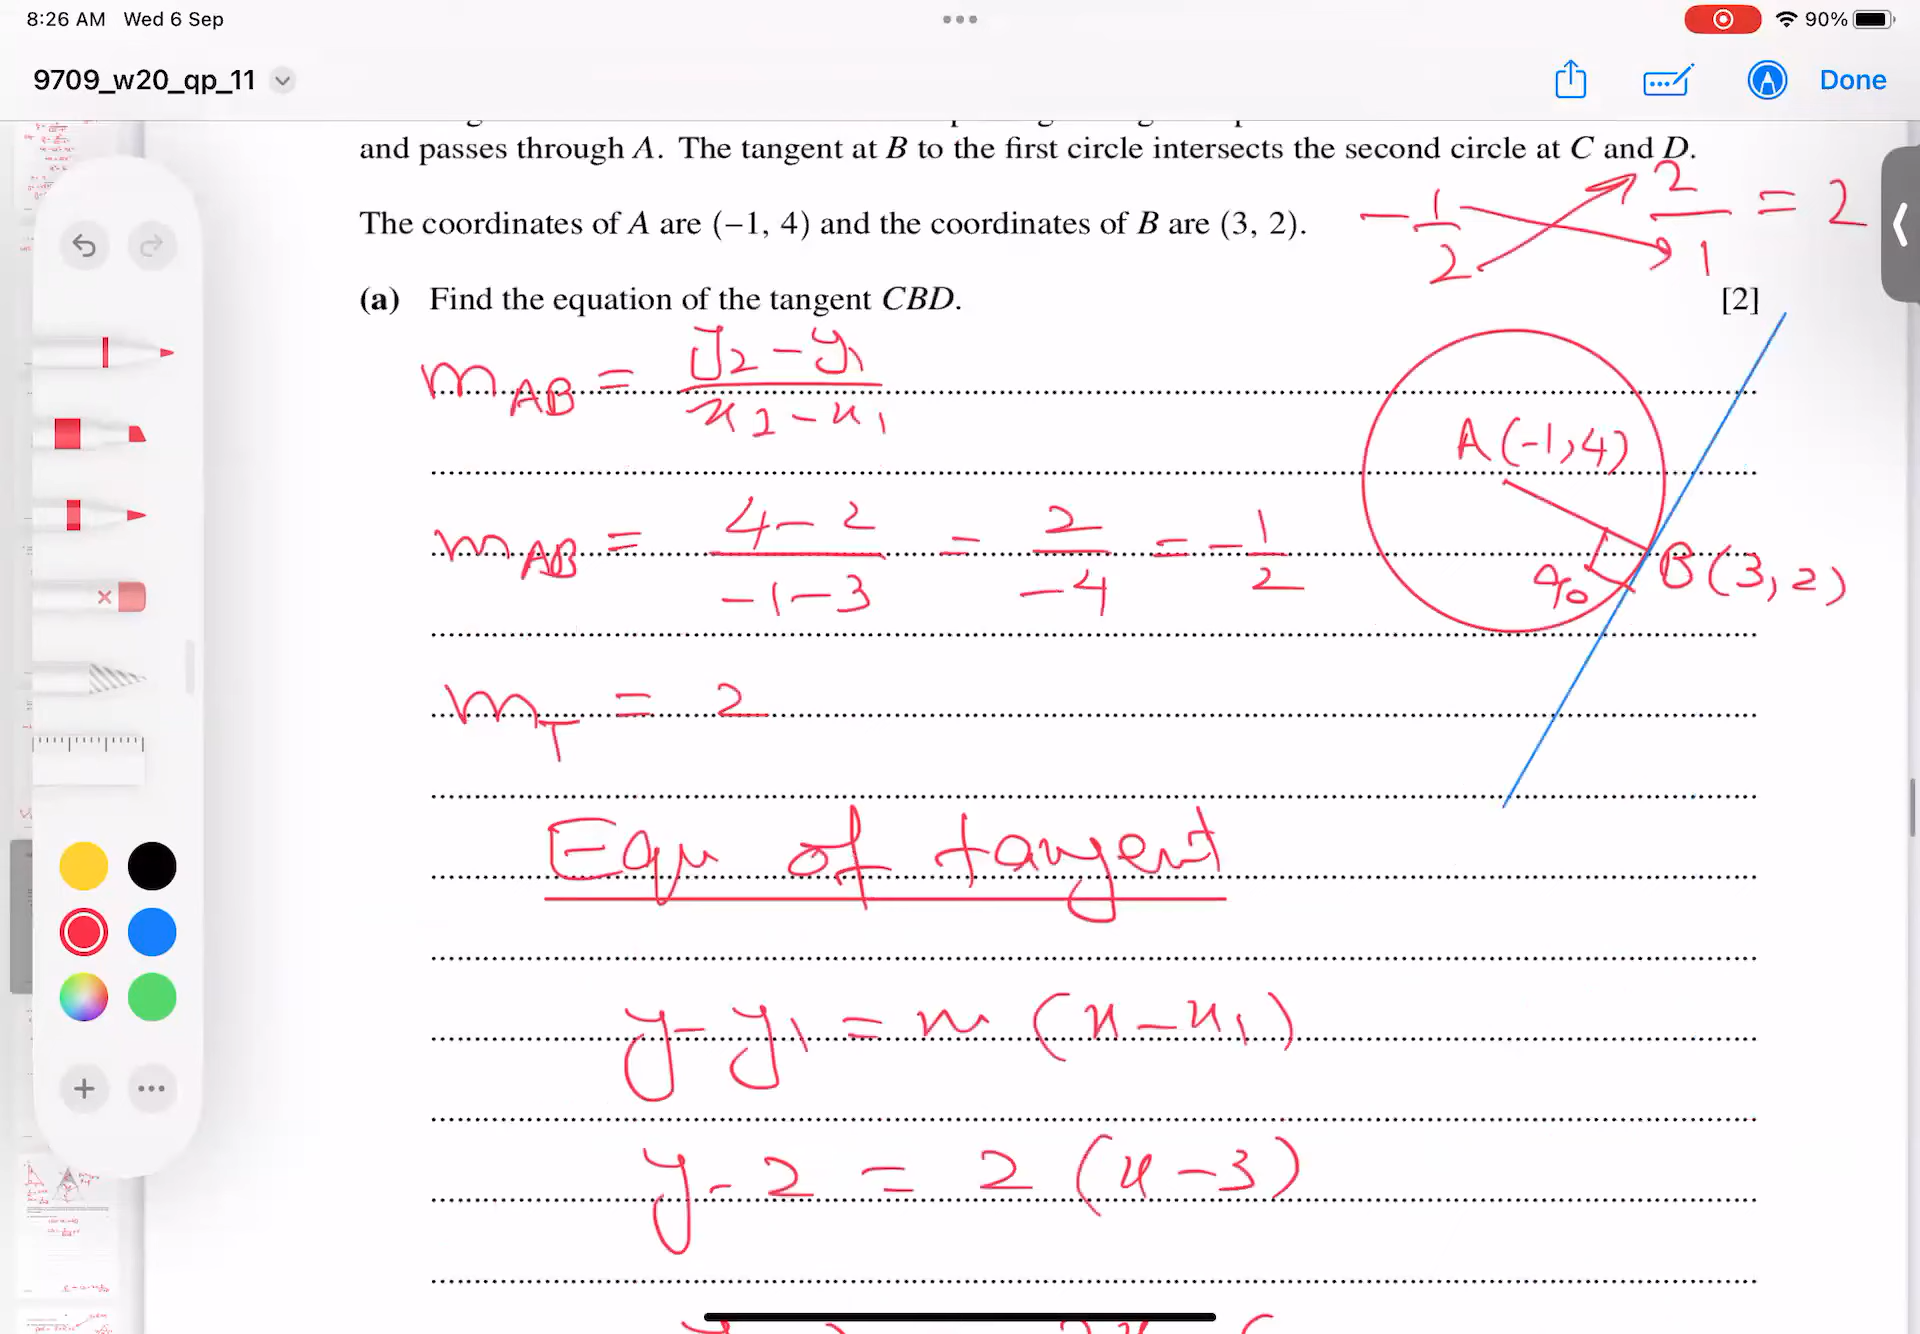 8:26 AM Wed 6 Sep
90%
9709_w20_qp_11
Done
and passes through A. The tangent at B to the first circle intersects the second circle at C and D.
The coordinates of A are (−1, 4) and the coordinates of B are (3, 2).
-1/2 2/1 = 2
(a) Find the equation of the tangent CBD. [2]
m_AB = (y₂ - y₁)/(x₂ - x₁)
A(-1,4)
m_AB = (4-2)/(-1-3) = 2/-4 = -1/2
90
B(3,2)
m_T = 2
Equ of tangent
y - y₁ = m (x - x₁)
y - 2 = 2 (x - 3)